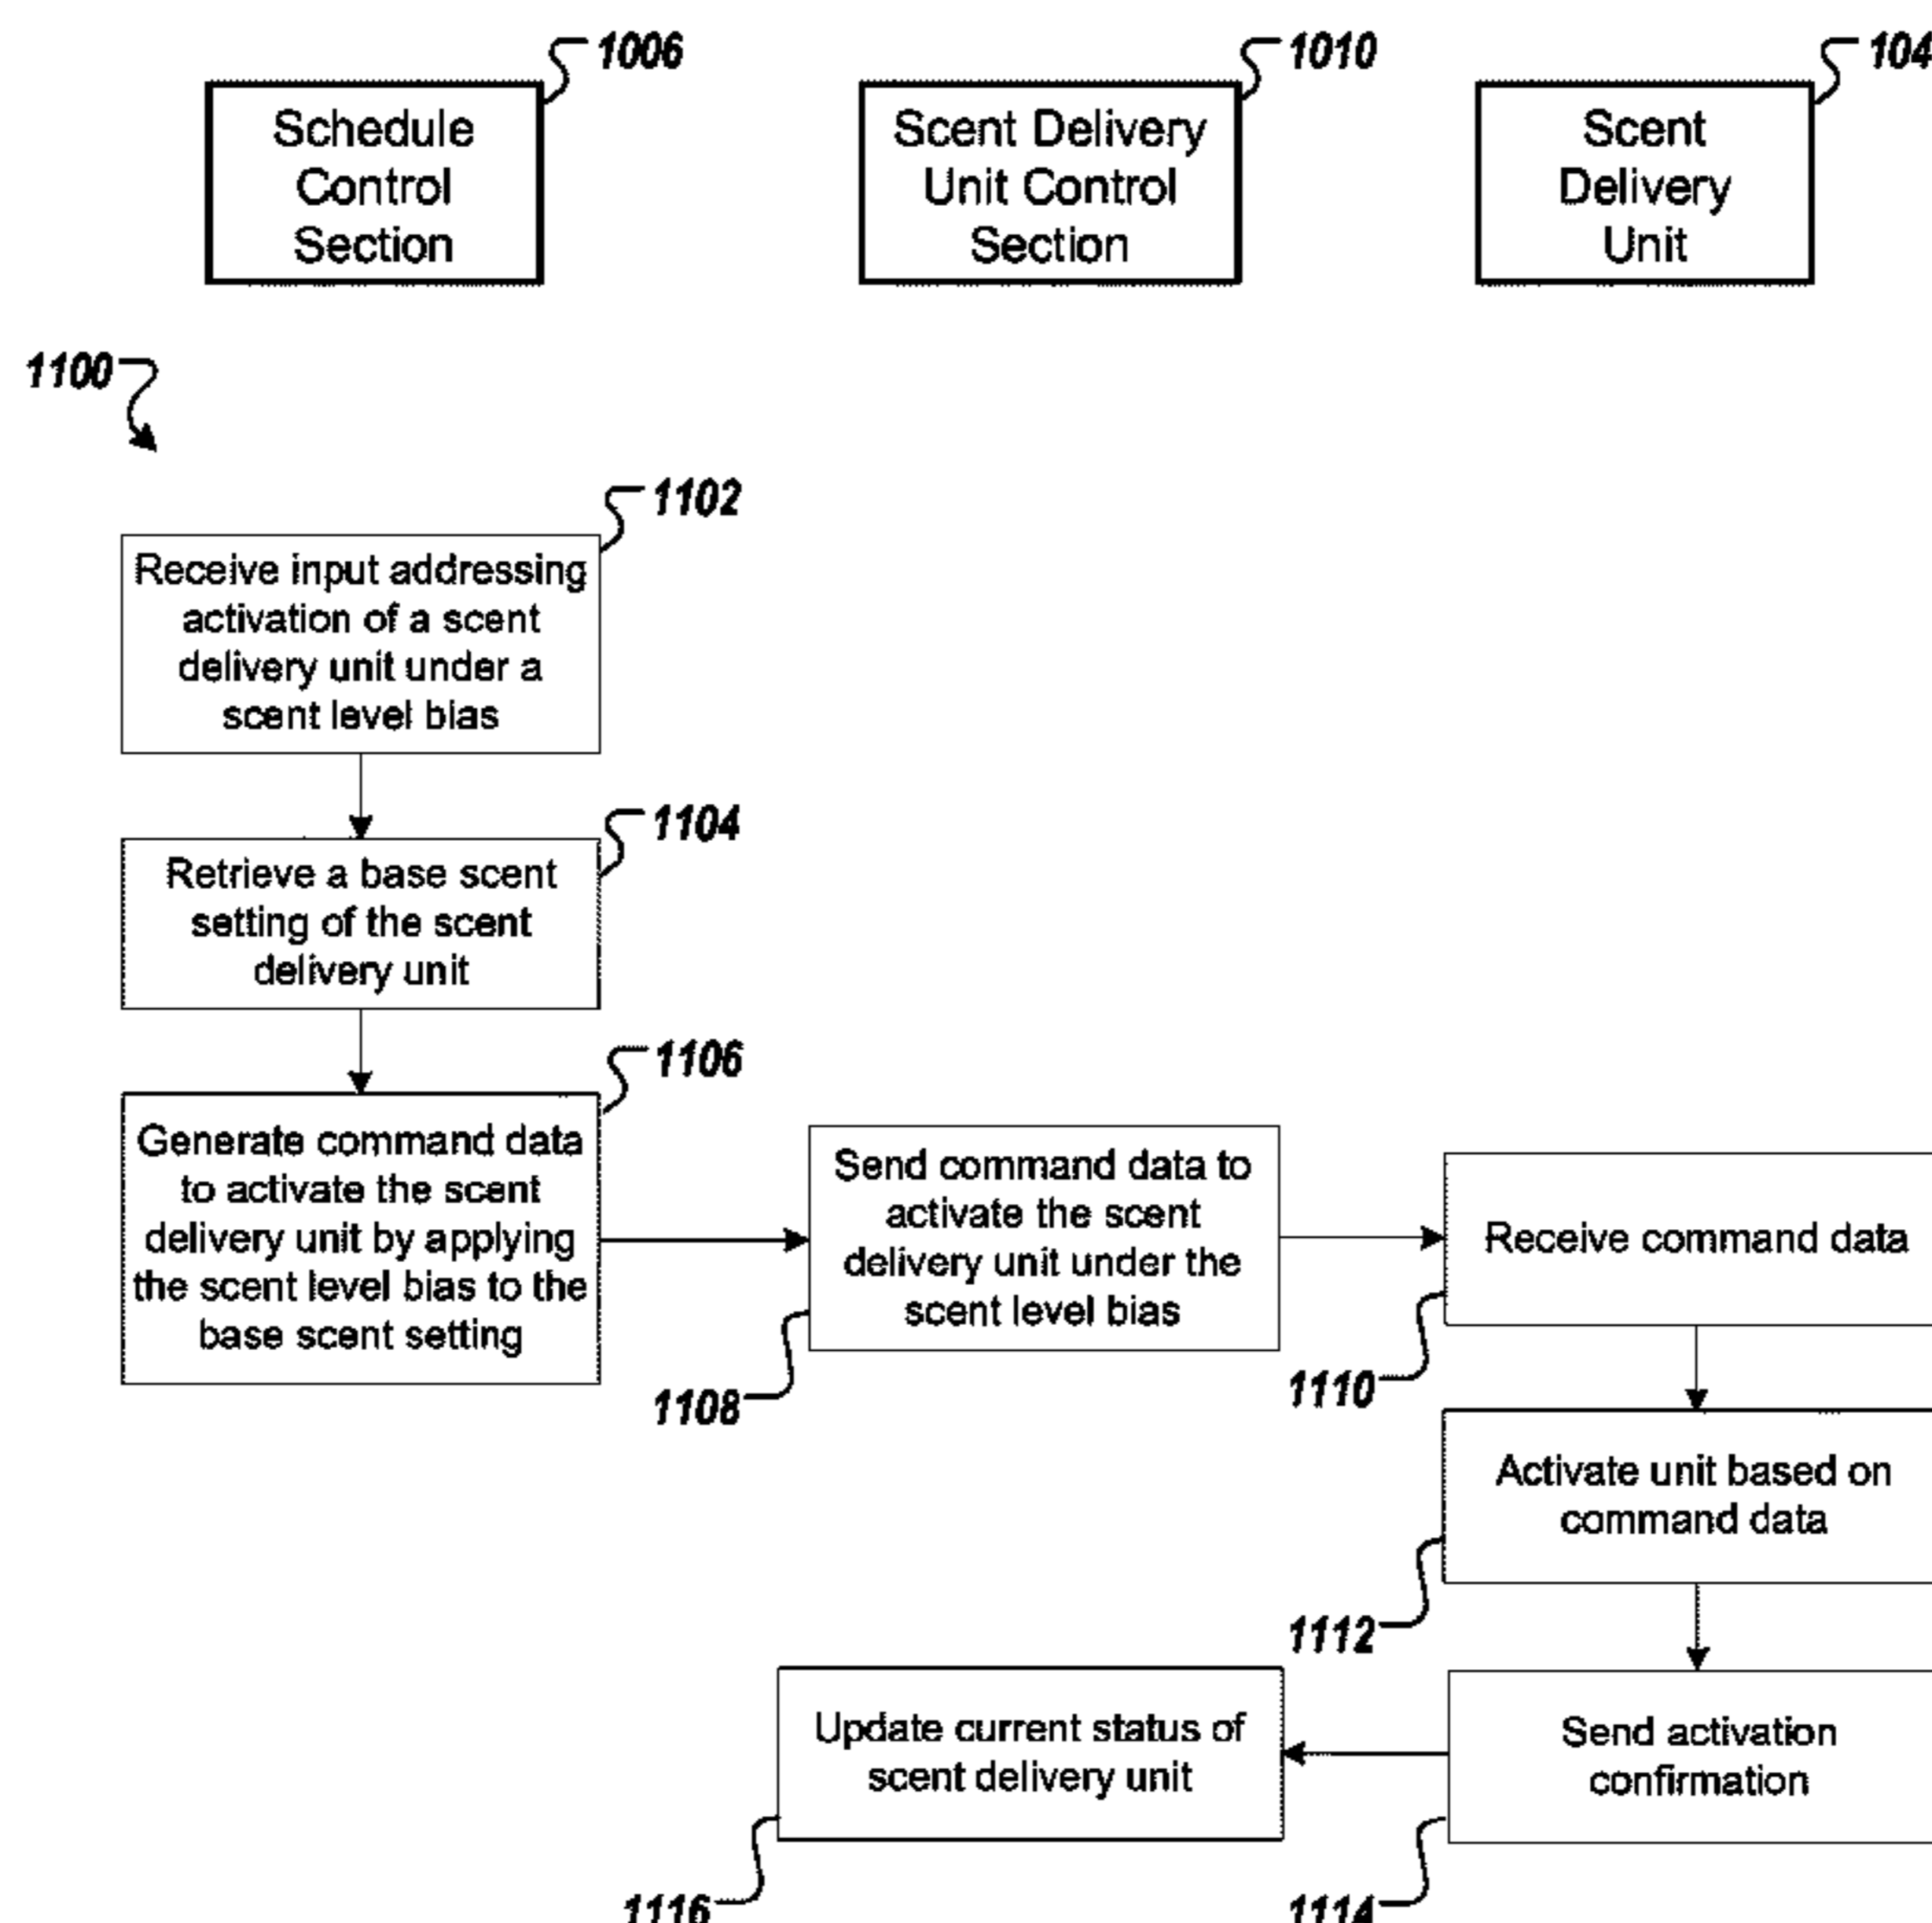 1006
Schedule
Control
Section
1010
Scent Delivery
Unit Control
Section
104
Scent
Delivery
Unit
1100
1102
Receive input addressing
activation of a scent
delivery unit under a
scent level bias
1104
Retrieve a base scent
setting of the scent
delivery unit
1106
Generate command data
to activate the scent
delivery unit by applying
the scent level bias to the
base scent setting
Send command data to
activate the scent
delivery unit under the
scent level bias
1108
Receive command data
1110
Activate unit based on
command data
1112
Send activation
confirmation
1114
Update current status of
scent delivery unit
1116